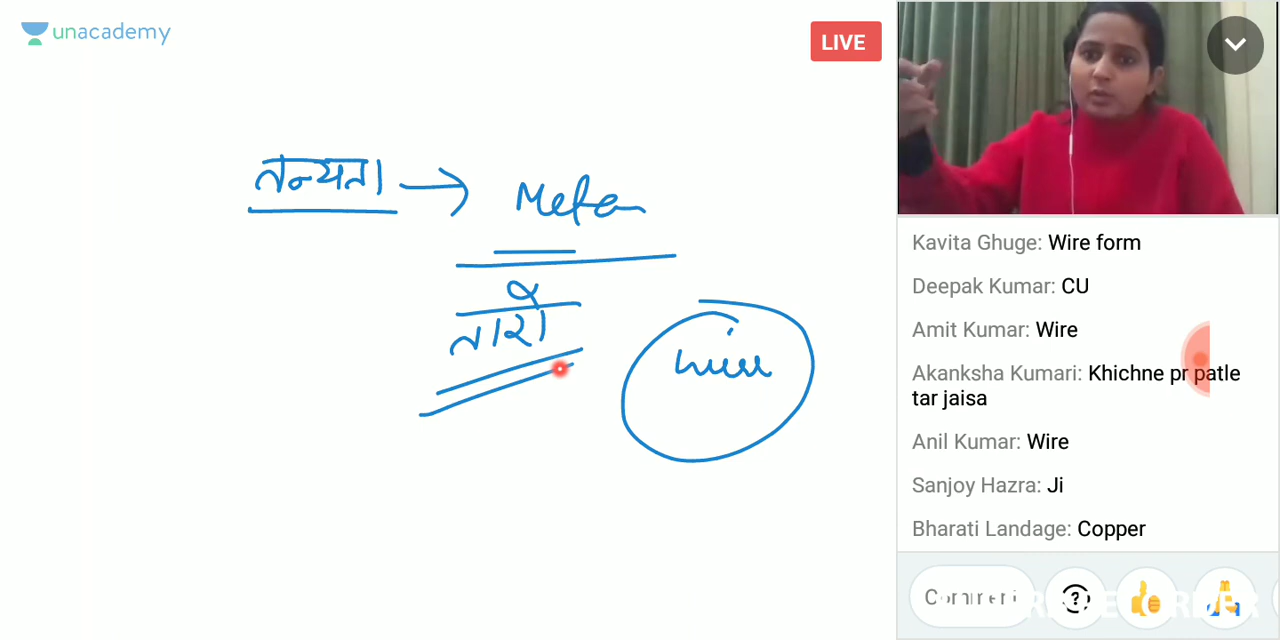 unacademy
LIVE
तन्यता →
तारों
wire
Kavita Ghuge: Wire form
Deepak Kumar: CU
Amit Kumar: Wire
Akanksha Kumari: Khichne pr patle
tar jaisa
Anil Kumar: Wire
Sanjoy Hazra: Ji
Bharati Landage: Copper